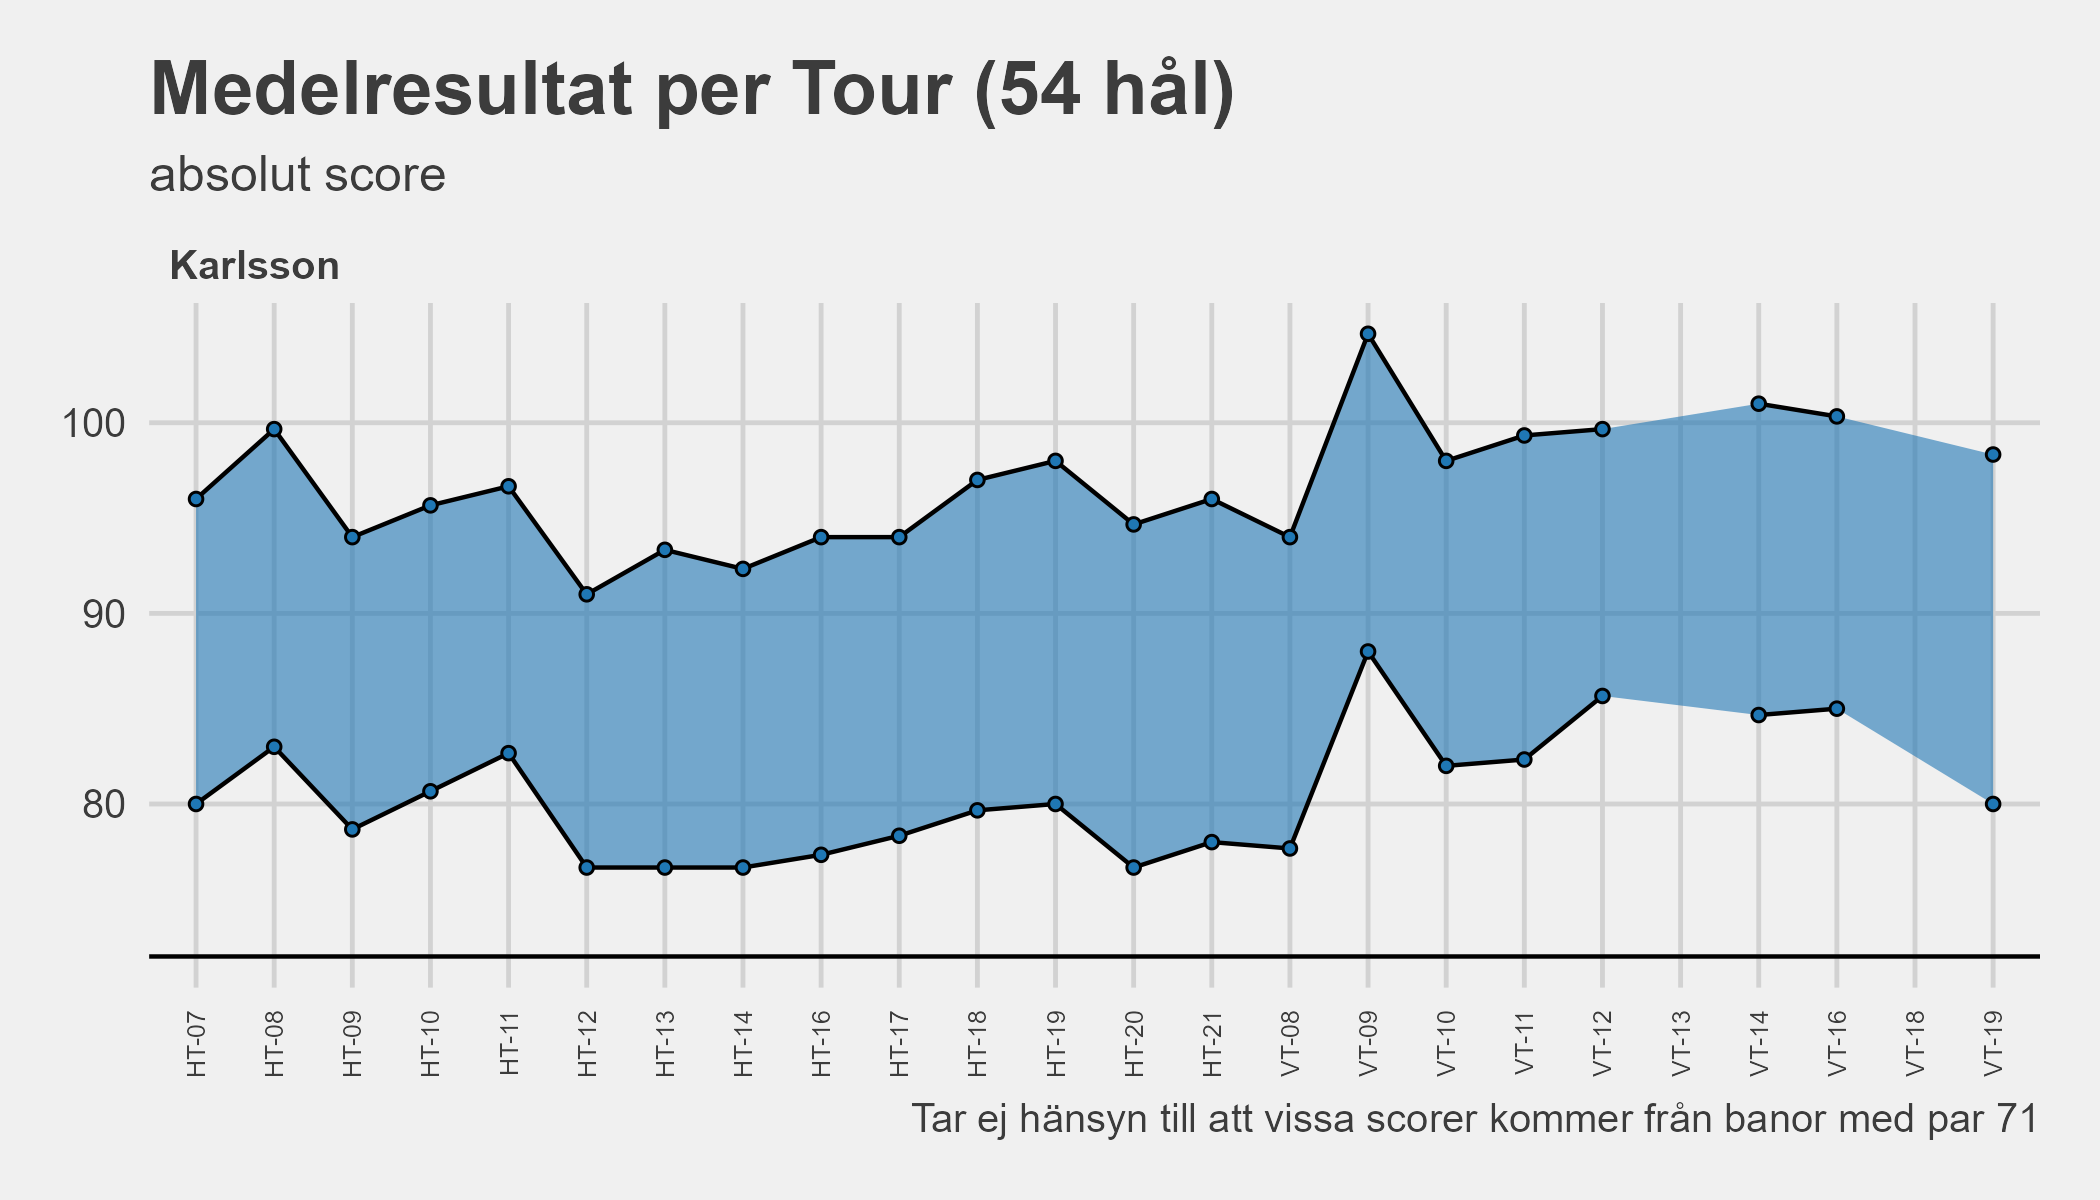 Medelresultat per Tour (54 hål)
absolut score
Karlsson
100
90
80
HT-07
HT-08
HT-09
HT-10
HT-11
HT-12
HT-13
HT-14
HT-16
HT-17
HT-18
HT-19
HT-20
HT-21
VT-08
VT-09
VT-10
VT-11
VT-12
VT-13
VT-14
VT-16
VT-18
VT-19
Tar ej hänsyn till att vissa scorer kommer från banor med par 71